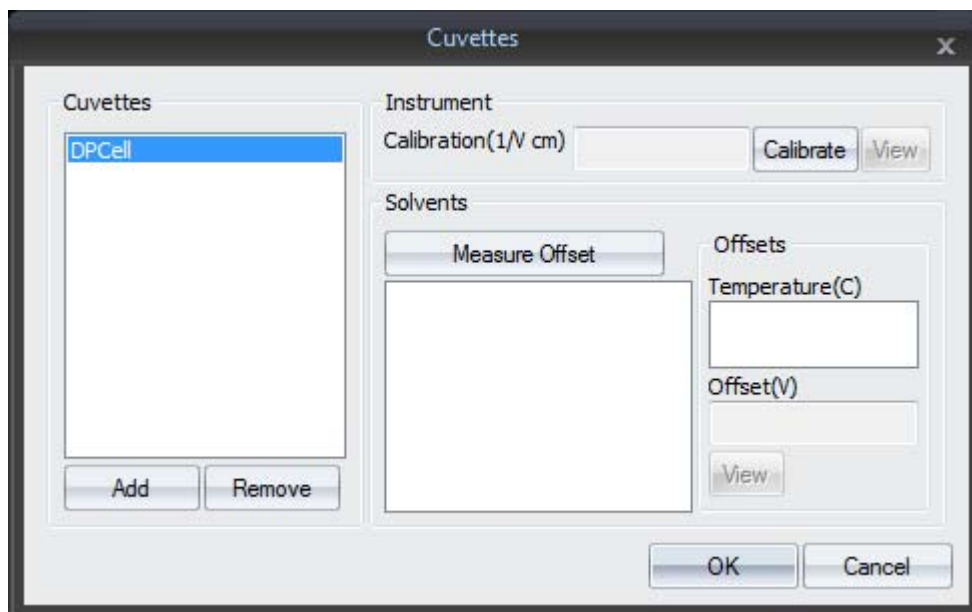 Cuvettes
x
Cuvettes
DPCell
Add
Remove
Instrument
Calibration(1/V cm)
Calibrate
View
Solvents
Measure Offset
Offsets
Temperature(C)
Offset(V)
View
OK
Cancel